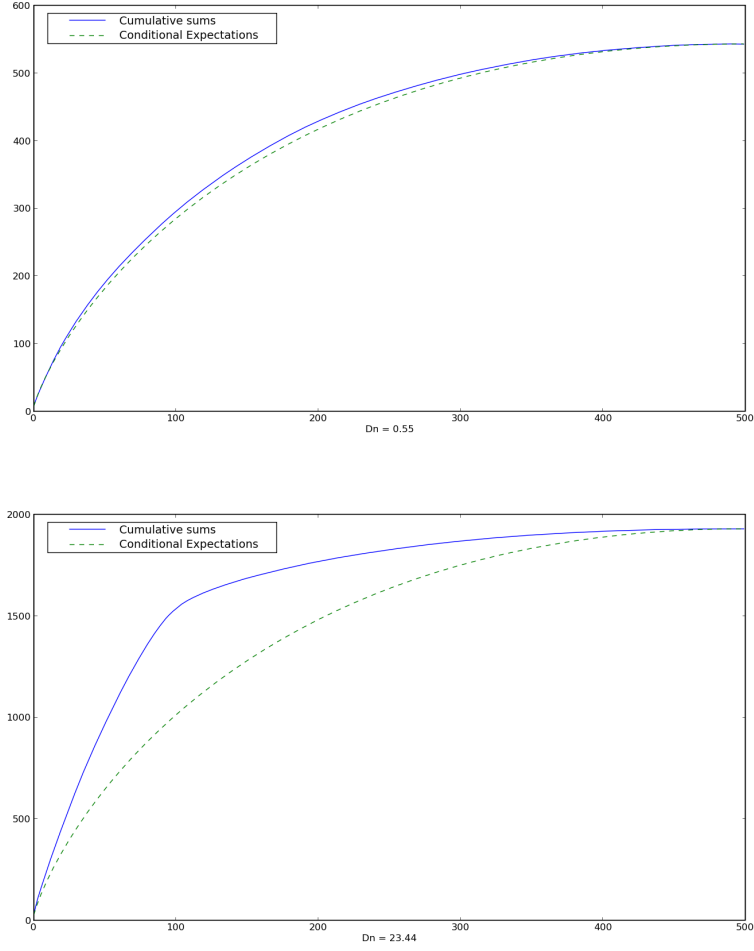 600
Cumulative sums
Conditional Expectations
500
400
300
200
100
0
0 100 200 300 400 500
Dn = 0.55
2000
Cumulative sums
Conditional Expectations
1500
1000
500
0
0 100 200 300 400 500
Dn = 23.44